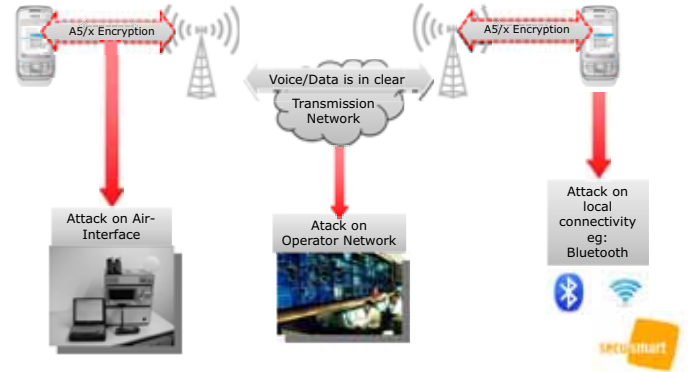 A5/x Encryption
A5/x Encryption
Voice/Data is in clear
Transmission
Network
Attack on Air-
Interface
Atack on
Operator Network
Attack on
local
connectivity
eg:
Bluetooth
secusmart